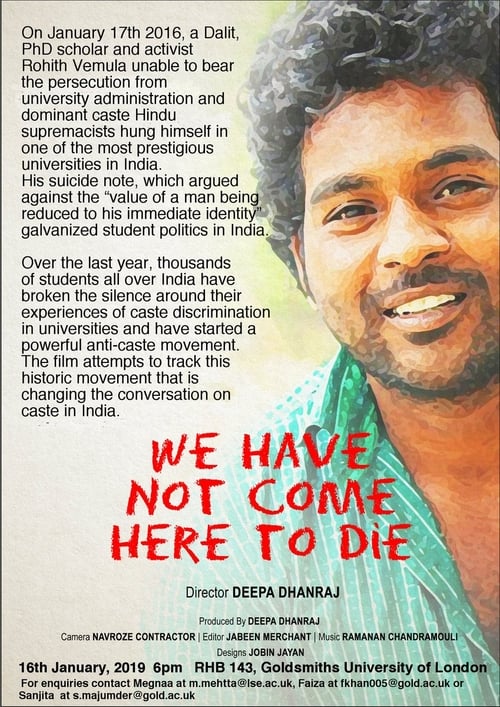 On January 17th 2016, a Dalit,
PhD scholar and activist
Rohith Vemula unable to bear
the persecution from
university administration and
dominant caste Hindu
supremacists hung himself in
one of the most prestigious
universities in India.
His suicide note, which argued
against the “value of a man being
reduced to his immediate identity”
galvanized student politics in India.
Over the last year, thousands
of students all over India have
broken the silence around their
experiences of caste discrimination
in universities and have started a
powerful anti-caste movement.
The film attempts to track this
historic movement that is
changing the conversation on
caste in India.
WE HAVE
NOT COME
HERE TO DiE
Director DEEPA DHANRAJ
Produced By DEEPA DHANRAJ
Camera NAVROZE CONTRACTOR | Editor JABEEN MERCHANT | Music RAMANAN CHANDRAMOULI
Designs JOBIN JAYAN
16th January, 2019 6pm RHB 143, Goldsmiths University of London
For enquiries contact Megnaa at m.mehtta@lse.ac.uk, Faiza at fkhan005@gold.ac.uk or
Sanjita at s.majumder@gold.ac.uk